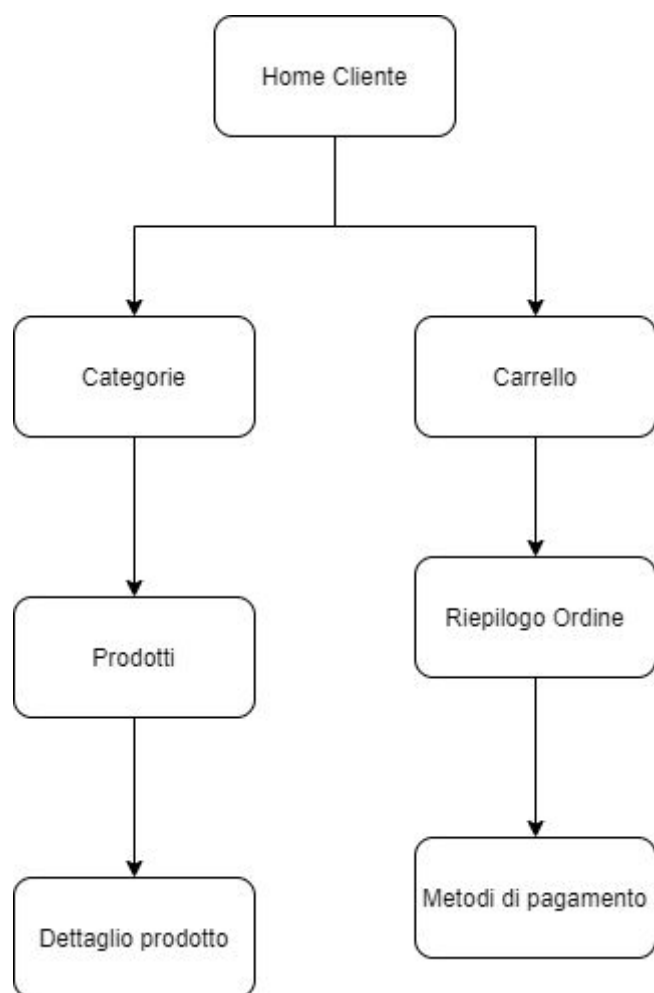 Home Cliente
Categorie
Carrello
Riepilogo Ordine
Prodotti
Metodi di pagamento
Dettaglio prodotto